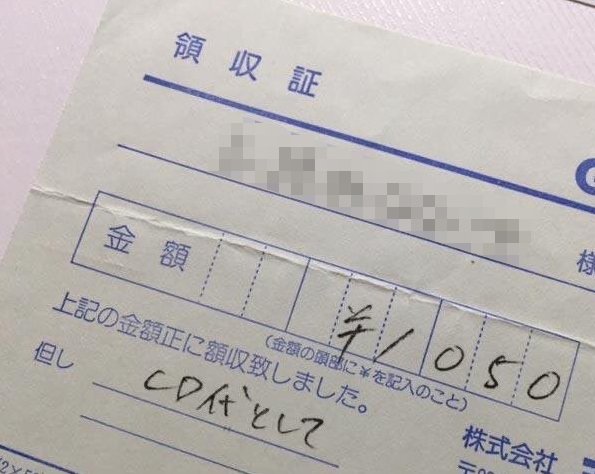 領収証
様
金額 ¥1050
(金額の頭部に¥を記入のこと)
上記の金額正に領収致しました。
但し CD代として
株式会社